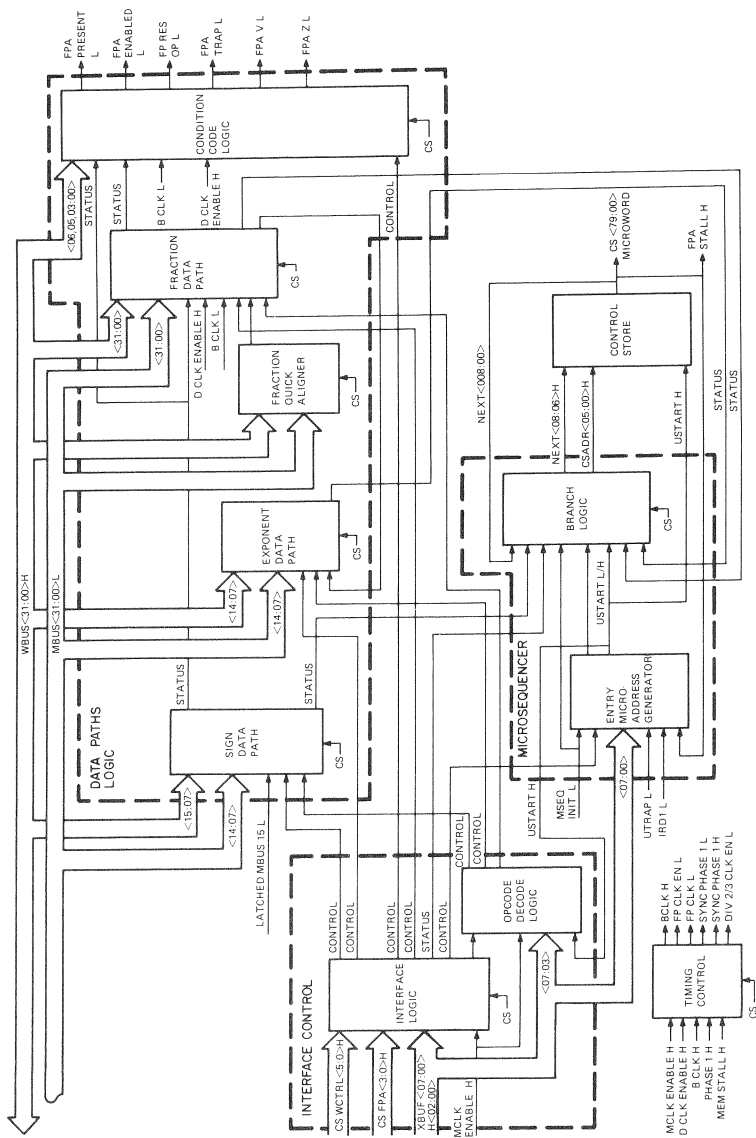 FPA
PRESENT
L
FPA
ENABLED
L
FP RES
OP L
FPA
TRAP L
FPA V L
FPA Z L
CONDITION
CODE
LOGIC
CS
<06,05,03:00>
STATUS
STATUS
B CLK L
D CLK
ENABLE H
CONTROL
FRACTION
DATA
PATH
CS
<31:00>
<31:00>
D CLK ENABLE H
B CLK L
FRACTION
QUICK
ALIGNER
CS
EXPONENT
DATA
PATH
CS
<14:07>
<14:07>
WBUS<31:00>H
MBUS<31:00>L
STATUS
STATUS
DATA PATHS
LOGIC
SIGN
DATA
PATH
CS
<15:07>
<14:07>
LATCHED MBUS 15 L
CS <79:00>
MICROWORD
FPA
STALL H
CONTROL
STORE
NEXT<008:00>
NEXT<08:06>H
CSADR<05:00>H
USTART H
STATUS
STATUS
BRANCH
LOGIC
CS
USTART L/H
MICROSEQUENCER
ENTRY
MICRO-
ADDRESS
GENERATOR
<07:00>
USTART H
MSEQ
INIT L
UTRAP L
IRD1 L
INTERFACE CONTROL
CONTROL
CONTROL
CONTROL
CONTROL
STATUS
CONTROL
CONTROL
CONTROL
INTERFACE
LOGIC
CS
OPCODE
DECODE
LOGIC
<07:03>
CS WCTRL<5:0>H
CS FPA<3:0>H
XBUF<07:00>
H<02:00>
MCLK
ENABLE H
BCLK H
FP CLK EN L
FP CLK L
SYNC PHASE 1 L
SYNC PHASE 1 H
DIV 2/3 CLK EN L
TIMING
CONTROL
CS
MCLK ENABLE H
D CLK ENABLE H
B CLK H
PHASE 1 H
MEM STALL H